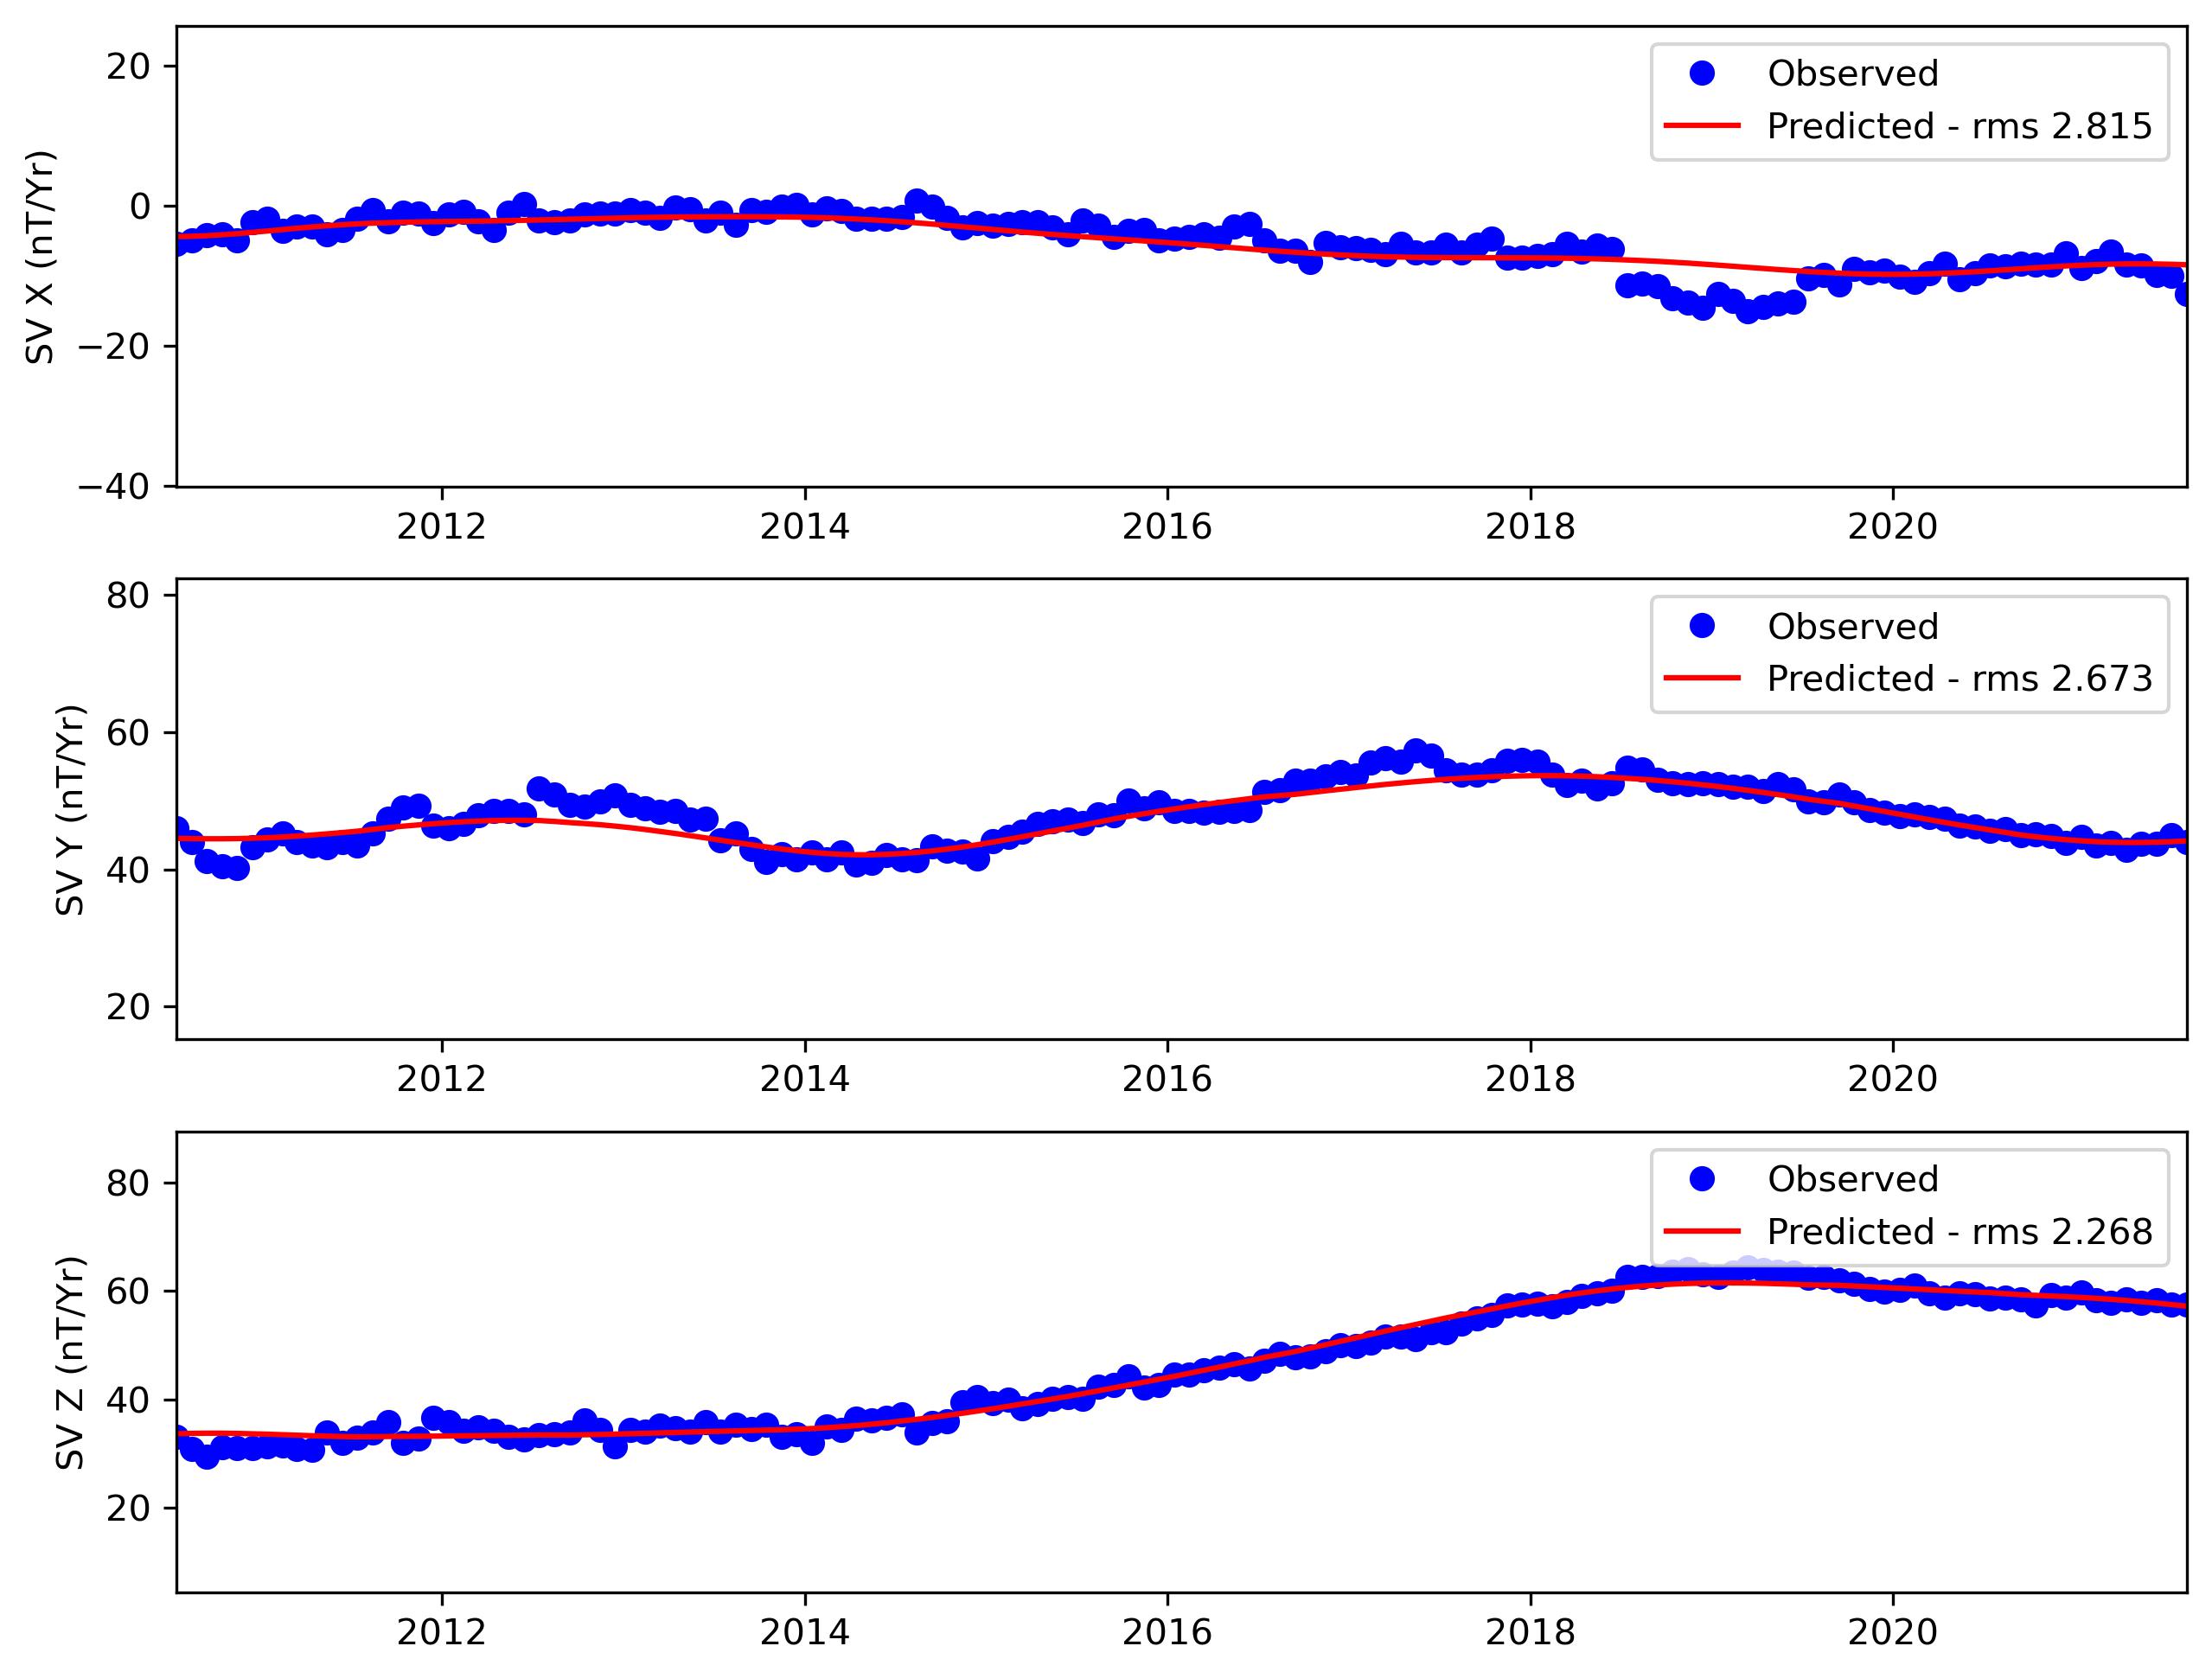 20
0
−20
−40
SV X (nT/Yr)
Observed
Predicted - rms 2.815
2012 2014 2016 2018 2020
80
60
40
20
SV Y (nT/Yr)
Observed
Predicted - rms 2.673
2012 2014 2016 2018 2020
80
60
40
20
SV Z (nT/Yr)
Observed
Predicted - rms 2.268
2012 2014 2016 2018 2020